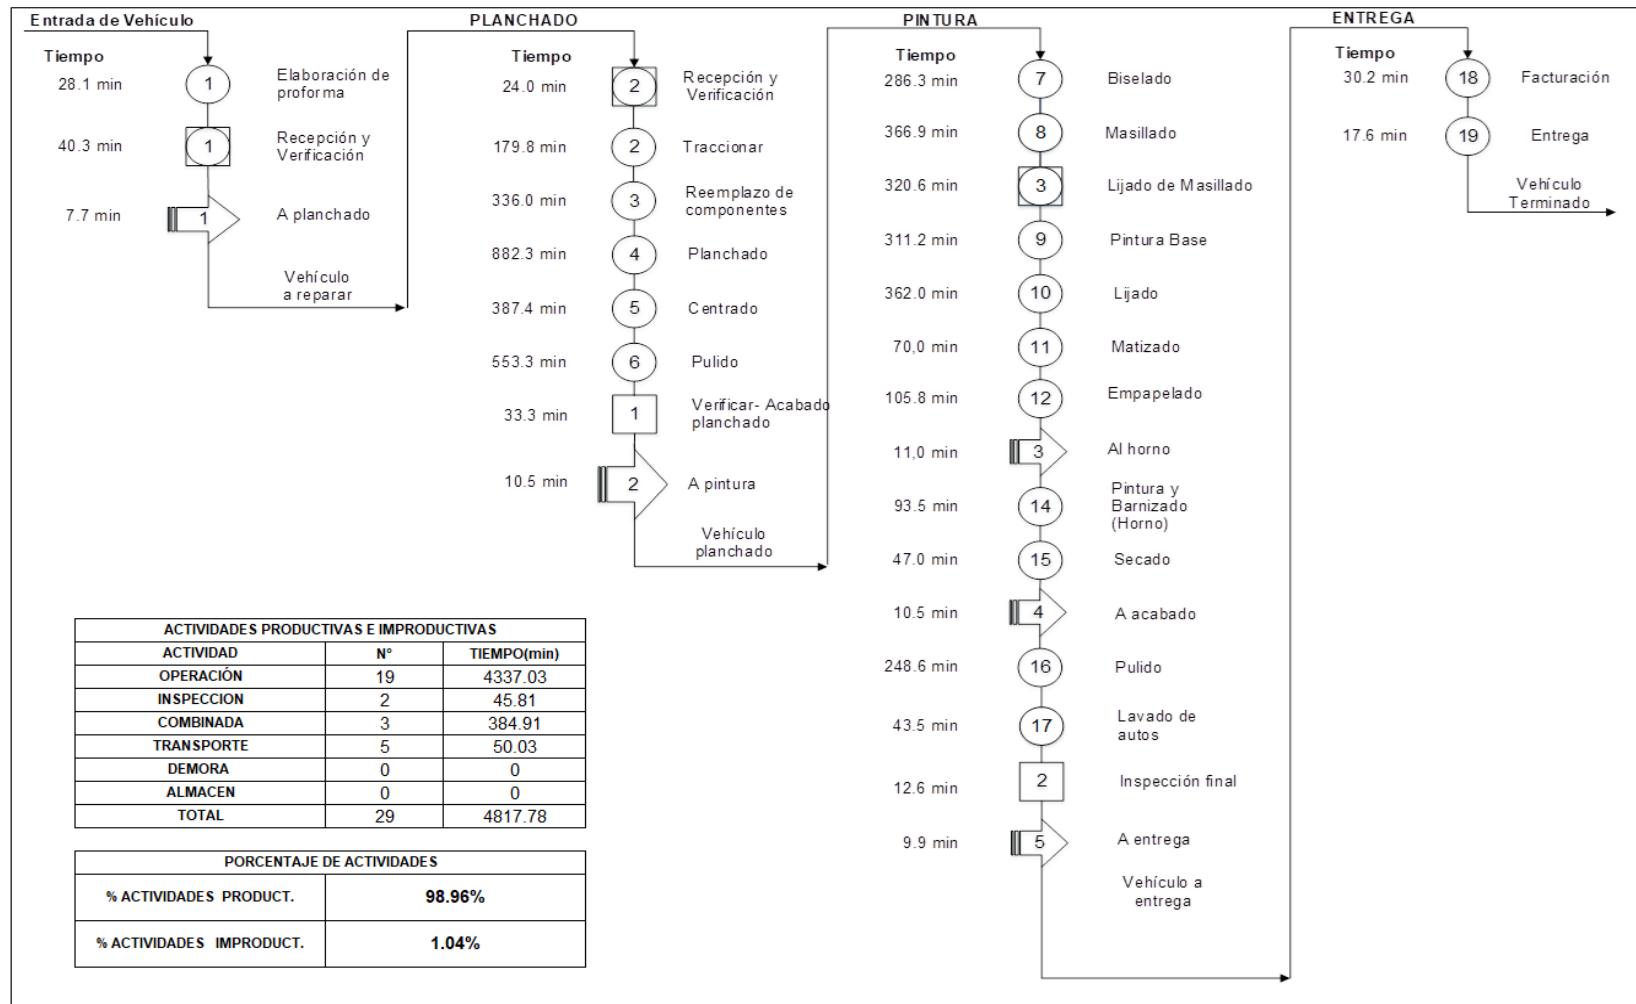 Entrada de Vehículo
Tiempo
28.1 min
1
Elaboración de
proforma
40.3 min
1
Recepción y
Verificación
7.7 min
1
A planchado
Vehículo
a reparar
PLANCHADO
Tiempo
24.0 min
2
Recepción y
Verificación
179.8 min
2
Traccionar
336.0 min
3
Reemplazo de
componentes
882.3 min
4
Planchado
387.4 min
5
Centrado
553.3 min
6
Pulido
33.3 min
1
Verificar- Acabado
planchado
10.5 min
2
A pintura
Vehículo
planchado
PINTURA
Tiempo
286.3 min
7
Biselado
366.9 min
8
Masillado
320.6 min
3
Lijado de Masillado
311.2 min
9
Pintura Base
362.0 min
10
Lijado
70,0 min
11
Matizado
105.8 min
12
Empapelado
11,0 min
3
Al horno
93.5 min
14
Pintura y
Barnizado
(Horno)
47.0 min
15
Secado
10.5 min
4
A acabado
248.6 min
16
Pulido
43.5 min
17
Lavado de
autos
12.6 min
2
Inspección final
9.9 min
5
A entrega
Vehículo a
entrega
ENTREGA
Tiempo
30.2 min
18
Facturación
17.6 min
19
Entrega
Vehículo
Terminado
ACTIVIDADES PRODUCTIVAS E IMPRODUCTIVAS
ACTIVIDAD N° TIEMPO(min)
OPERACIÓN 19 4337.03
INSPECCION 2 45.81
COMBINADA 3 384.91
TRANSPORTE 5 50.03
DEMORA 0 0
ALMACEN 0 0
TOTAL 29 4817.78
PORCENTAJE DE ACTIVIDADES
% ACTIVIDADES PRODUCT. 98.96%
% ACTIVIDADES IMPRODUCT. 1.04%